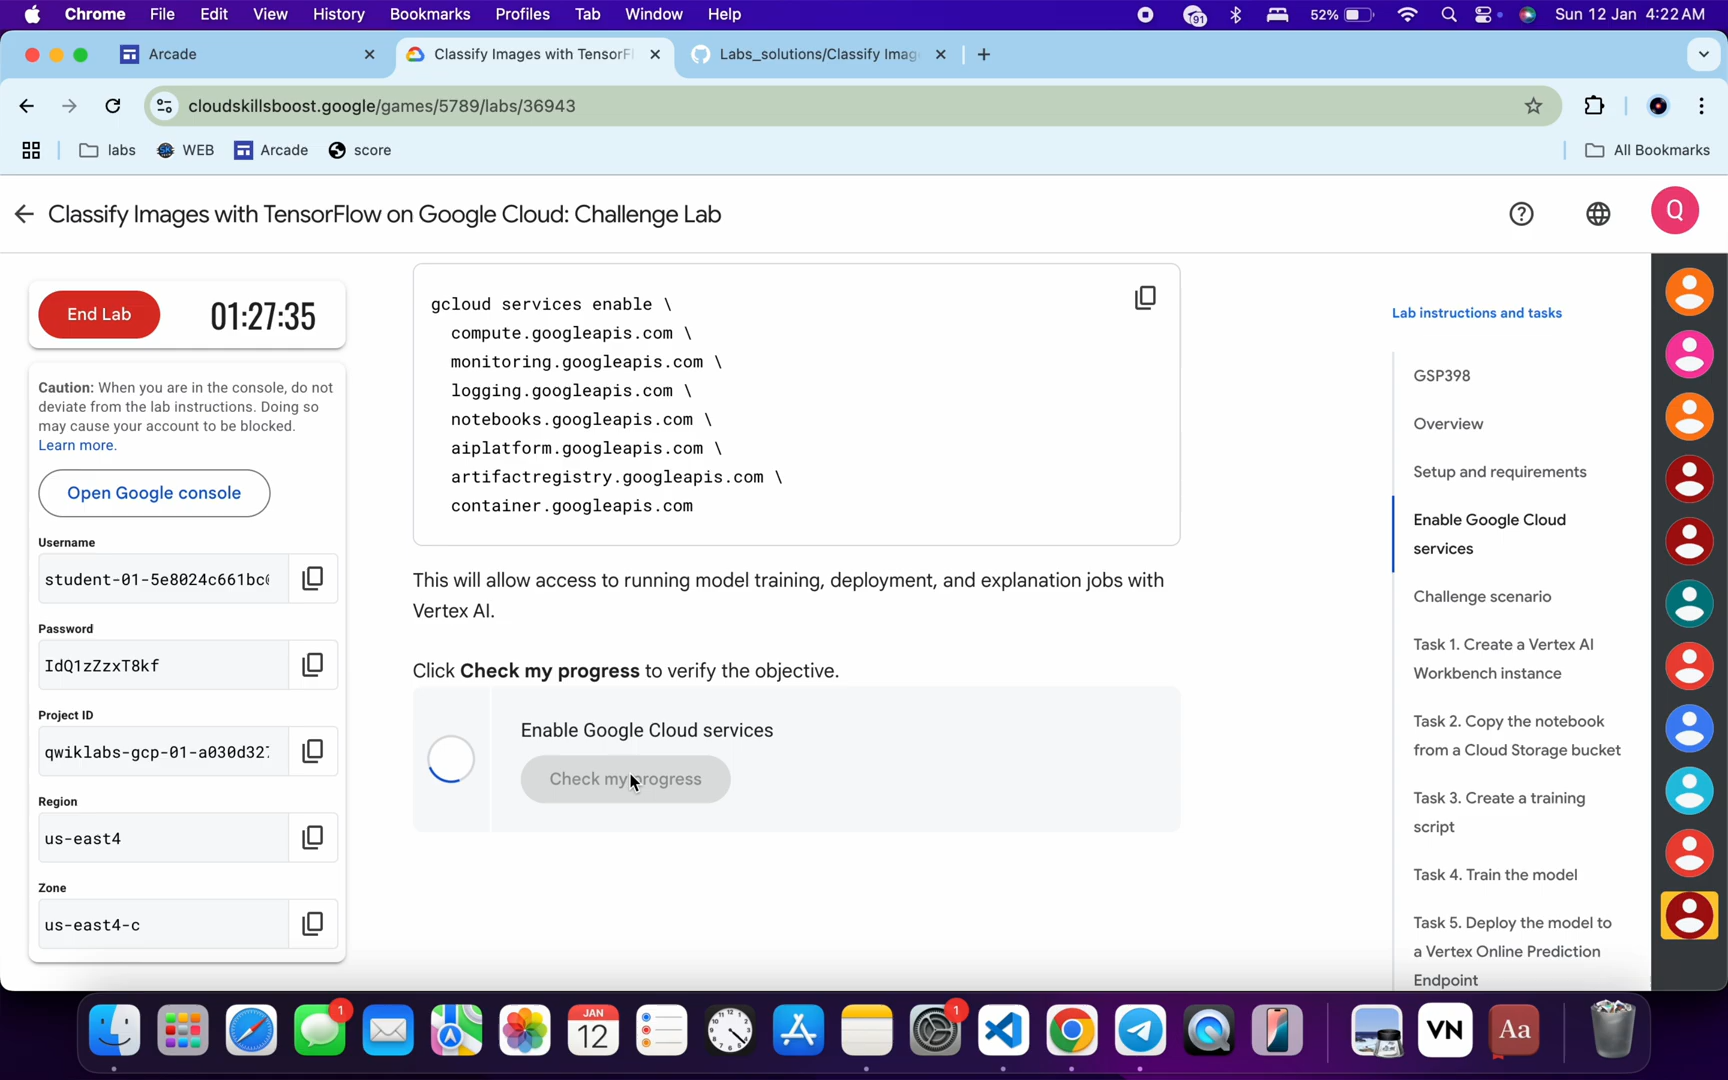 Chrome File Edit View History Bookmarks Profiles Tab Window Help
91
52%
Sun 12 Jan 4:22 AM
Arcade
Classify Images with TensorF
Labs_solutions/Classify Imag
cloudskillsboost.google/games/5789/labs/36943
labs
WEB
Arcade
score
All Bookmarks
Classify Images with TensorFlow on Google Cloud: Challenge Lab
Q
End Lab
01:27:35
Caution: When you are in the console, do not
deviate from the lab instructions. Doing so
may cause your account to be blocked.
Learn more.
Open Google console
Username
student-01-5e8024c661bc
Password
IdQ1zZzxT8kf
Project ID
qwiklabs-gcp-01-a030d32
Region
us-east4
Zone
us-east4-c
gcloud services enable \
compute.googleapis.com \
monitoring.googleapis.com \
logging.googleapis.com \
notebooks.googleapis.com \
aiplatform.googleapis.com \
artifactregistry.googleapis.com \
container.googleapis.com
This will allow access to running model training, deployment, and explanation jobs with
Vertex AI.
Click Check my progress to verify the objective.
Enable Google Cloud services
Check my progress
Lab instructions and tasks
GSP398
Overview
Setup and requirements
Enable Google Cloud
services
Challenge scenario
Task 1. Create a Vertex AI
Workbench instance
Task 2. Copy the notebook
from a Cloud Storage bucket
Task 3. Create a training
script
Task 4. Train the model
Task 5. Deploy the model to
a Vertex Online Prediction
Endpoint
1
JAN
12
1
VN
Aa